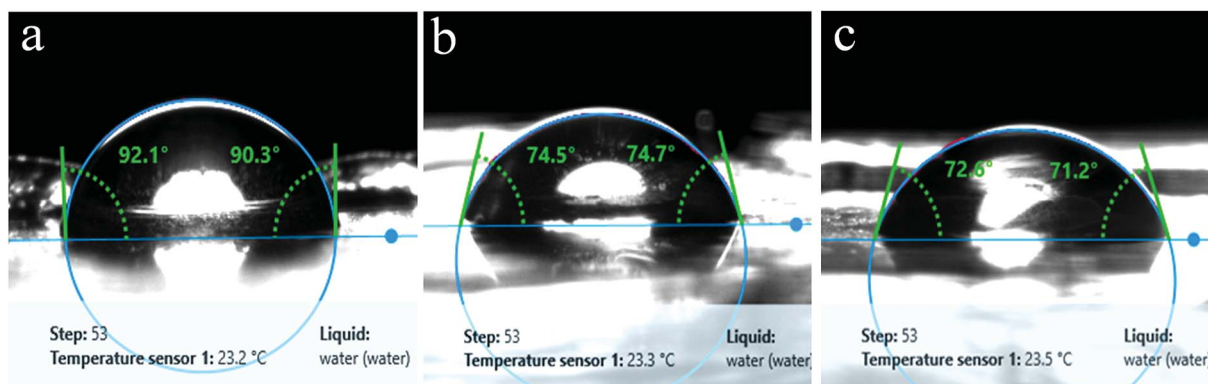 a
92.1° 90.3°
Step: 53
Temperature sensor 1: 23.2 °C
Liquid:
water (water)
b
74.5° 74.7°
Step: 53
Temperature sensor 1: 23.3 °C
Liquid:
water (water)
c
72.6° 71.2°
Step: 53
Temperature sensor 1: 23.5 °C
Liquid:
water (water)